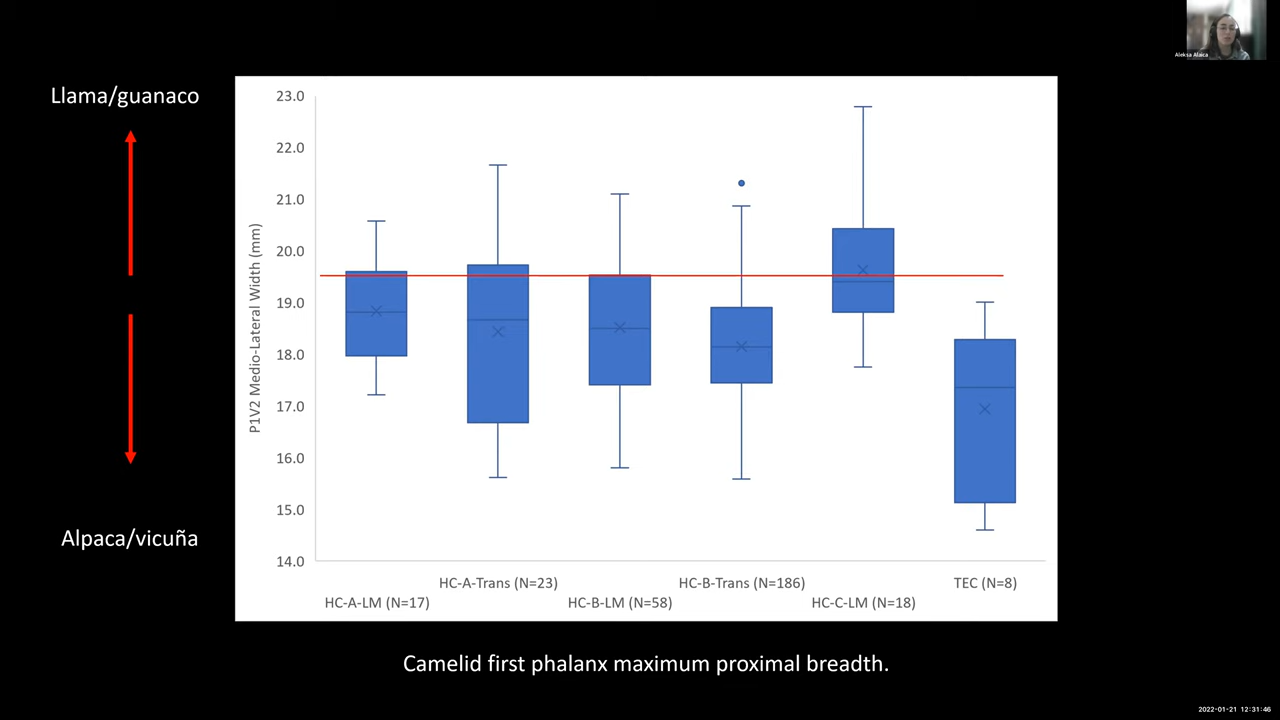 Aleksa Alaica
Llama/guanaco
Alpaca/vicuña
P1V2 Medio-Lateral Width (mm)
23.0
22.0
21.0
20.0
19.0
18.0
17.0
16.0
15.0
14.0
HC-A-LM (N=17)
HC-A-Trans (N=23)
HC-B-LM (N=58)
HC-B-Trans (N=186)
HC-C-LM (N=18)
TEC (N=8)
Camelid first phalanx maximum proximal breadth.
2022-01-21 12:31:46